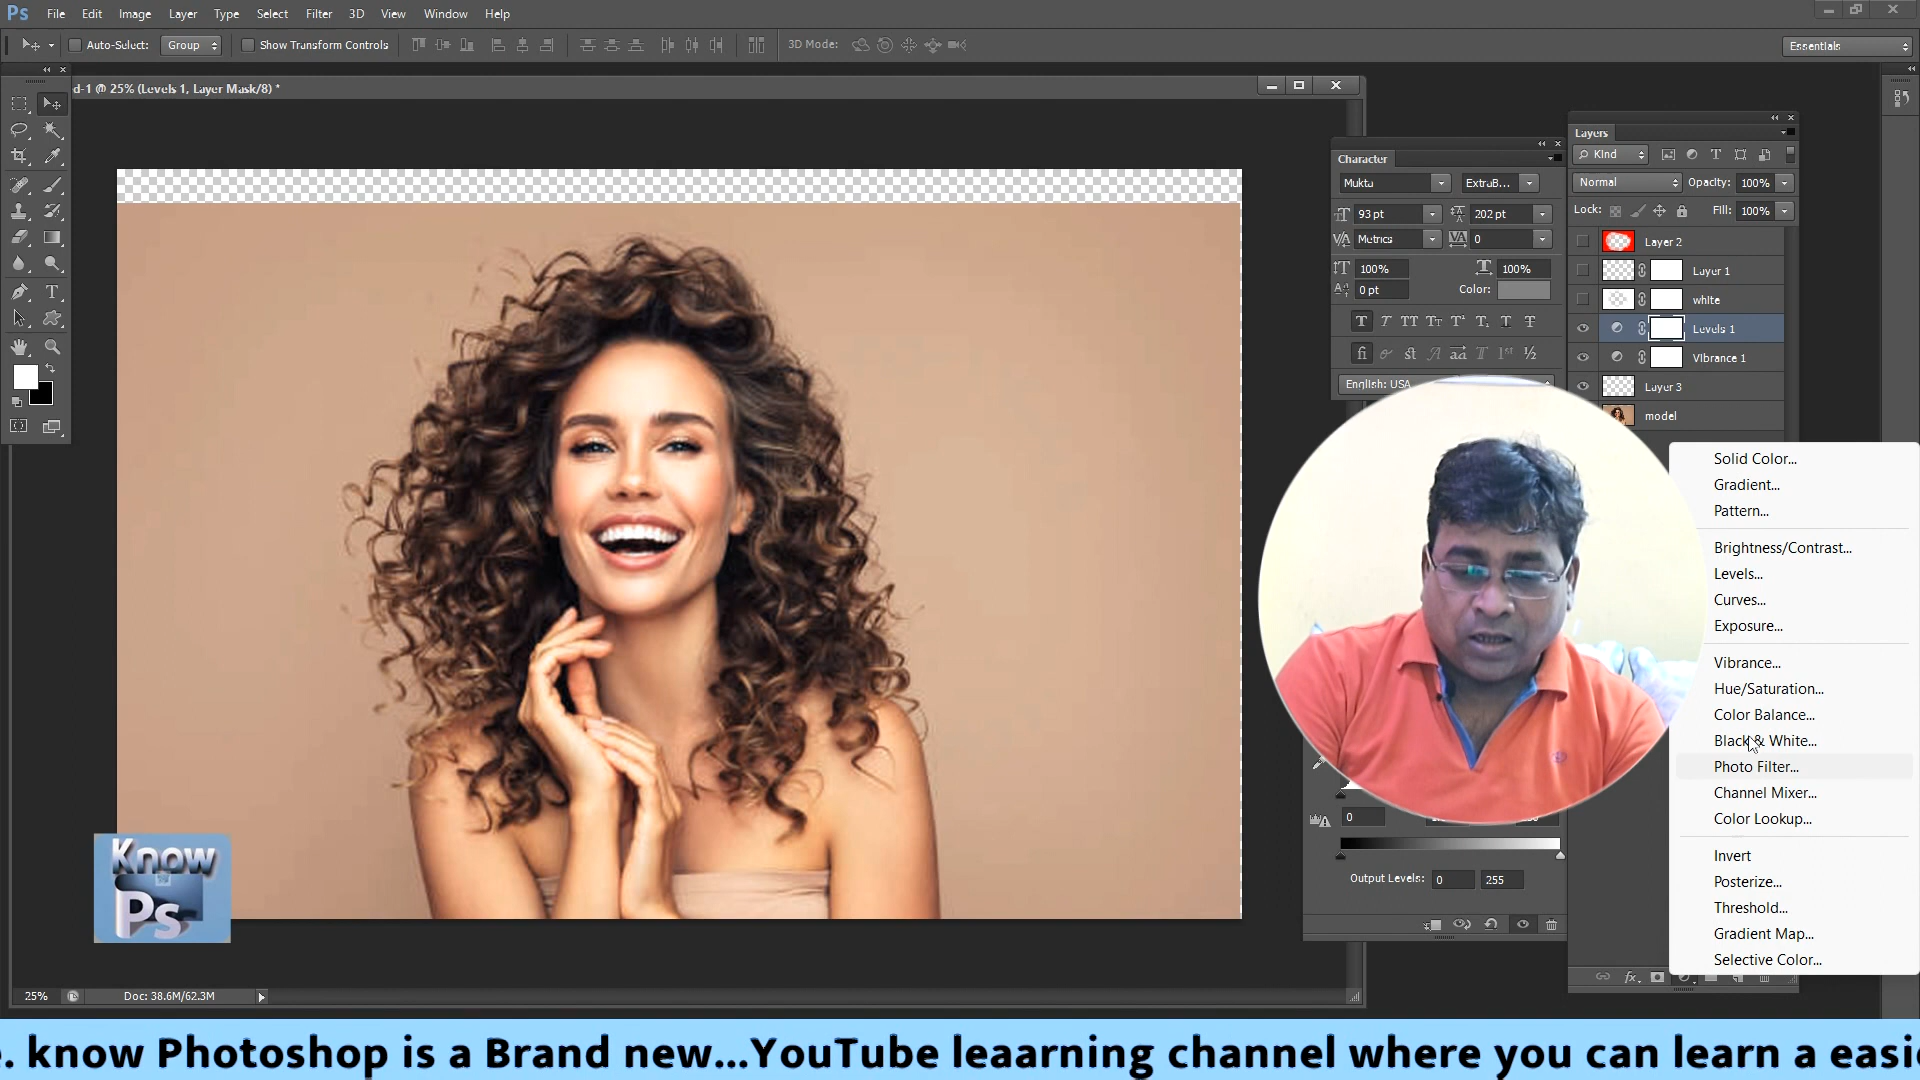 Ps File Edit Image Layer Type Select Filter 3D View Window Help
Auto-Select: Group Show Transform Controls 3D Mode: Essentials
d-1 @ 25% (Levels 1, Layer Mask/8) *
Character
Mukta ExtraB...
93 pt 202 pt
Metrics 0
100% 100%
0 pt Color:
English: USA
Layers
Kind
Normal Opacity: 100%
Lock: Fill: 100%
Layer 2
Layer 1
white
Levels 1
Vibrance 1
Layer 3
model
Solid Color...
Gradient...
Pattern...
Brightness/Contrast...
Levels...
Curves...
Exposure...
Vibrance...
Hue/Saturation...
Color Balance...
Black & White...
Photo Filter...
Channel Mixer...
Color Lookup...
Invert
Posterize...
Threshold...
Gradient Map...
Selective Color...
0
Output Levels: 0 255
Know
Ps
25% Doc: 38.6M/62.3M
e. know Photoshop is a Brand new...YouTube leaarning channel where you can learn a easie